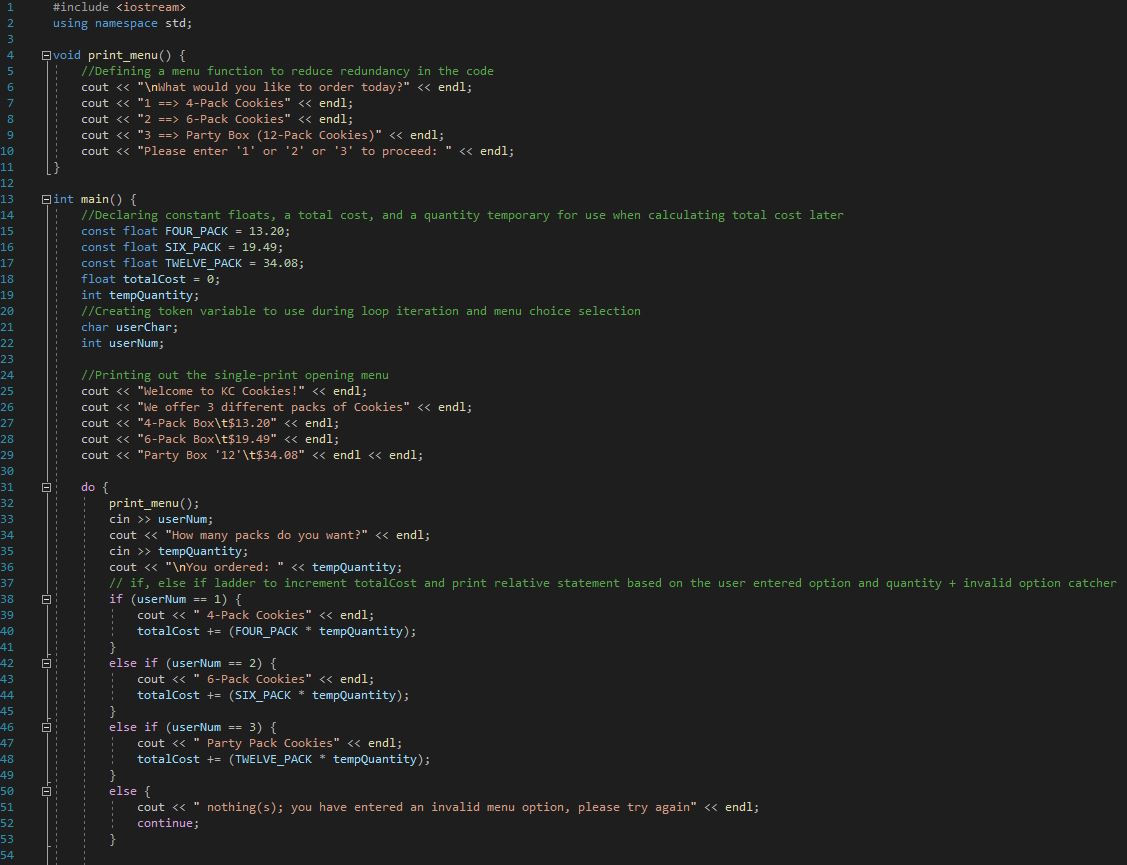 1 #include <iostream>
2 using namespace std;
3
4 void print_menu() {
5 //Defining a menu function to reduce redundancy in the code
6 cout << "\nWhat would you like to order today?" << endl;
7 cout << "1 ==> 4-Pack Cookies" << endl;
8 cout << "2 ==> 6-Pack Cookies" << endl;
9 cout << "3 ==> Party Box (12-Pack Cookies)" << endl;
10 cout << "Please enter '1' or '2' or '3' to proceed: " << endl;
11 }
12
13 int main() {
14 //Declaring constant floats, a total cost, and a quantity temporary for use when calculating total cost later
15 const float FOUR_PACK = 13.20;
16 const float SIX_PACK = 19.49;
17 const float TWELVE_PACK = 34.08;
18 float totalCost = 0;
19 int tempQuantity;
20 //Creating token variable to use during loop iteration and menu choice selection
21 char userChar;
22 int userNum;
23
24 //Printing out the single-print opening menu
25 cout << "Welcome to KC Cookies!" << endl;
26 cout << "We offer 3 different packs of Cookies" << endl;
27 cout << "4-Pack Box\t$13.20" << endl;
28 cout << "6-Pack Box\t$19.49" << endl;
29 cout << "Party Box '12'\t$34.08" << endl << endl;
30
31 do {
32 print_menu();
33 cin >> userNum;
34 cout << "How many packs do you want?" << endl;
35 cin >> tempQuantity;
36 cout << "\nYou ordered: " << tempQuantity;
37 // if, else if ladder to increment totalCost and print relative statement based on the user entered option and quantity + invalid option catcher
38 if (userNum == 1) {
39 cout << " 4-Pack Cookies" << endl;
40 totalCost += (FOUR_PACK * tempQuantity);
41 }
42 else if (userNum == 2) {
43 cout << " 6-Pack Cookies" << endl;
44 totalCost += (SIX_PACK * tempQuantity);
45 }
46 else if (userNum == 3) {
47 cout << " Party Pack Cookies" << endl;
48 totalCost += (TWELVE_PACK * tempQuantity);
49 }
50 else {
51 cout << " nothing(s); you have entered an invalid menu option, please try again" << endl;
52 continue;
53 }
54